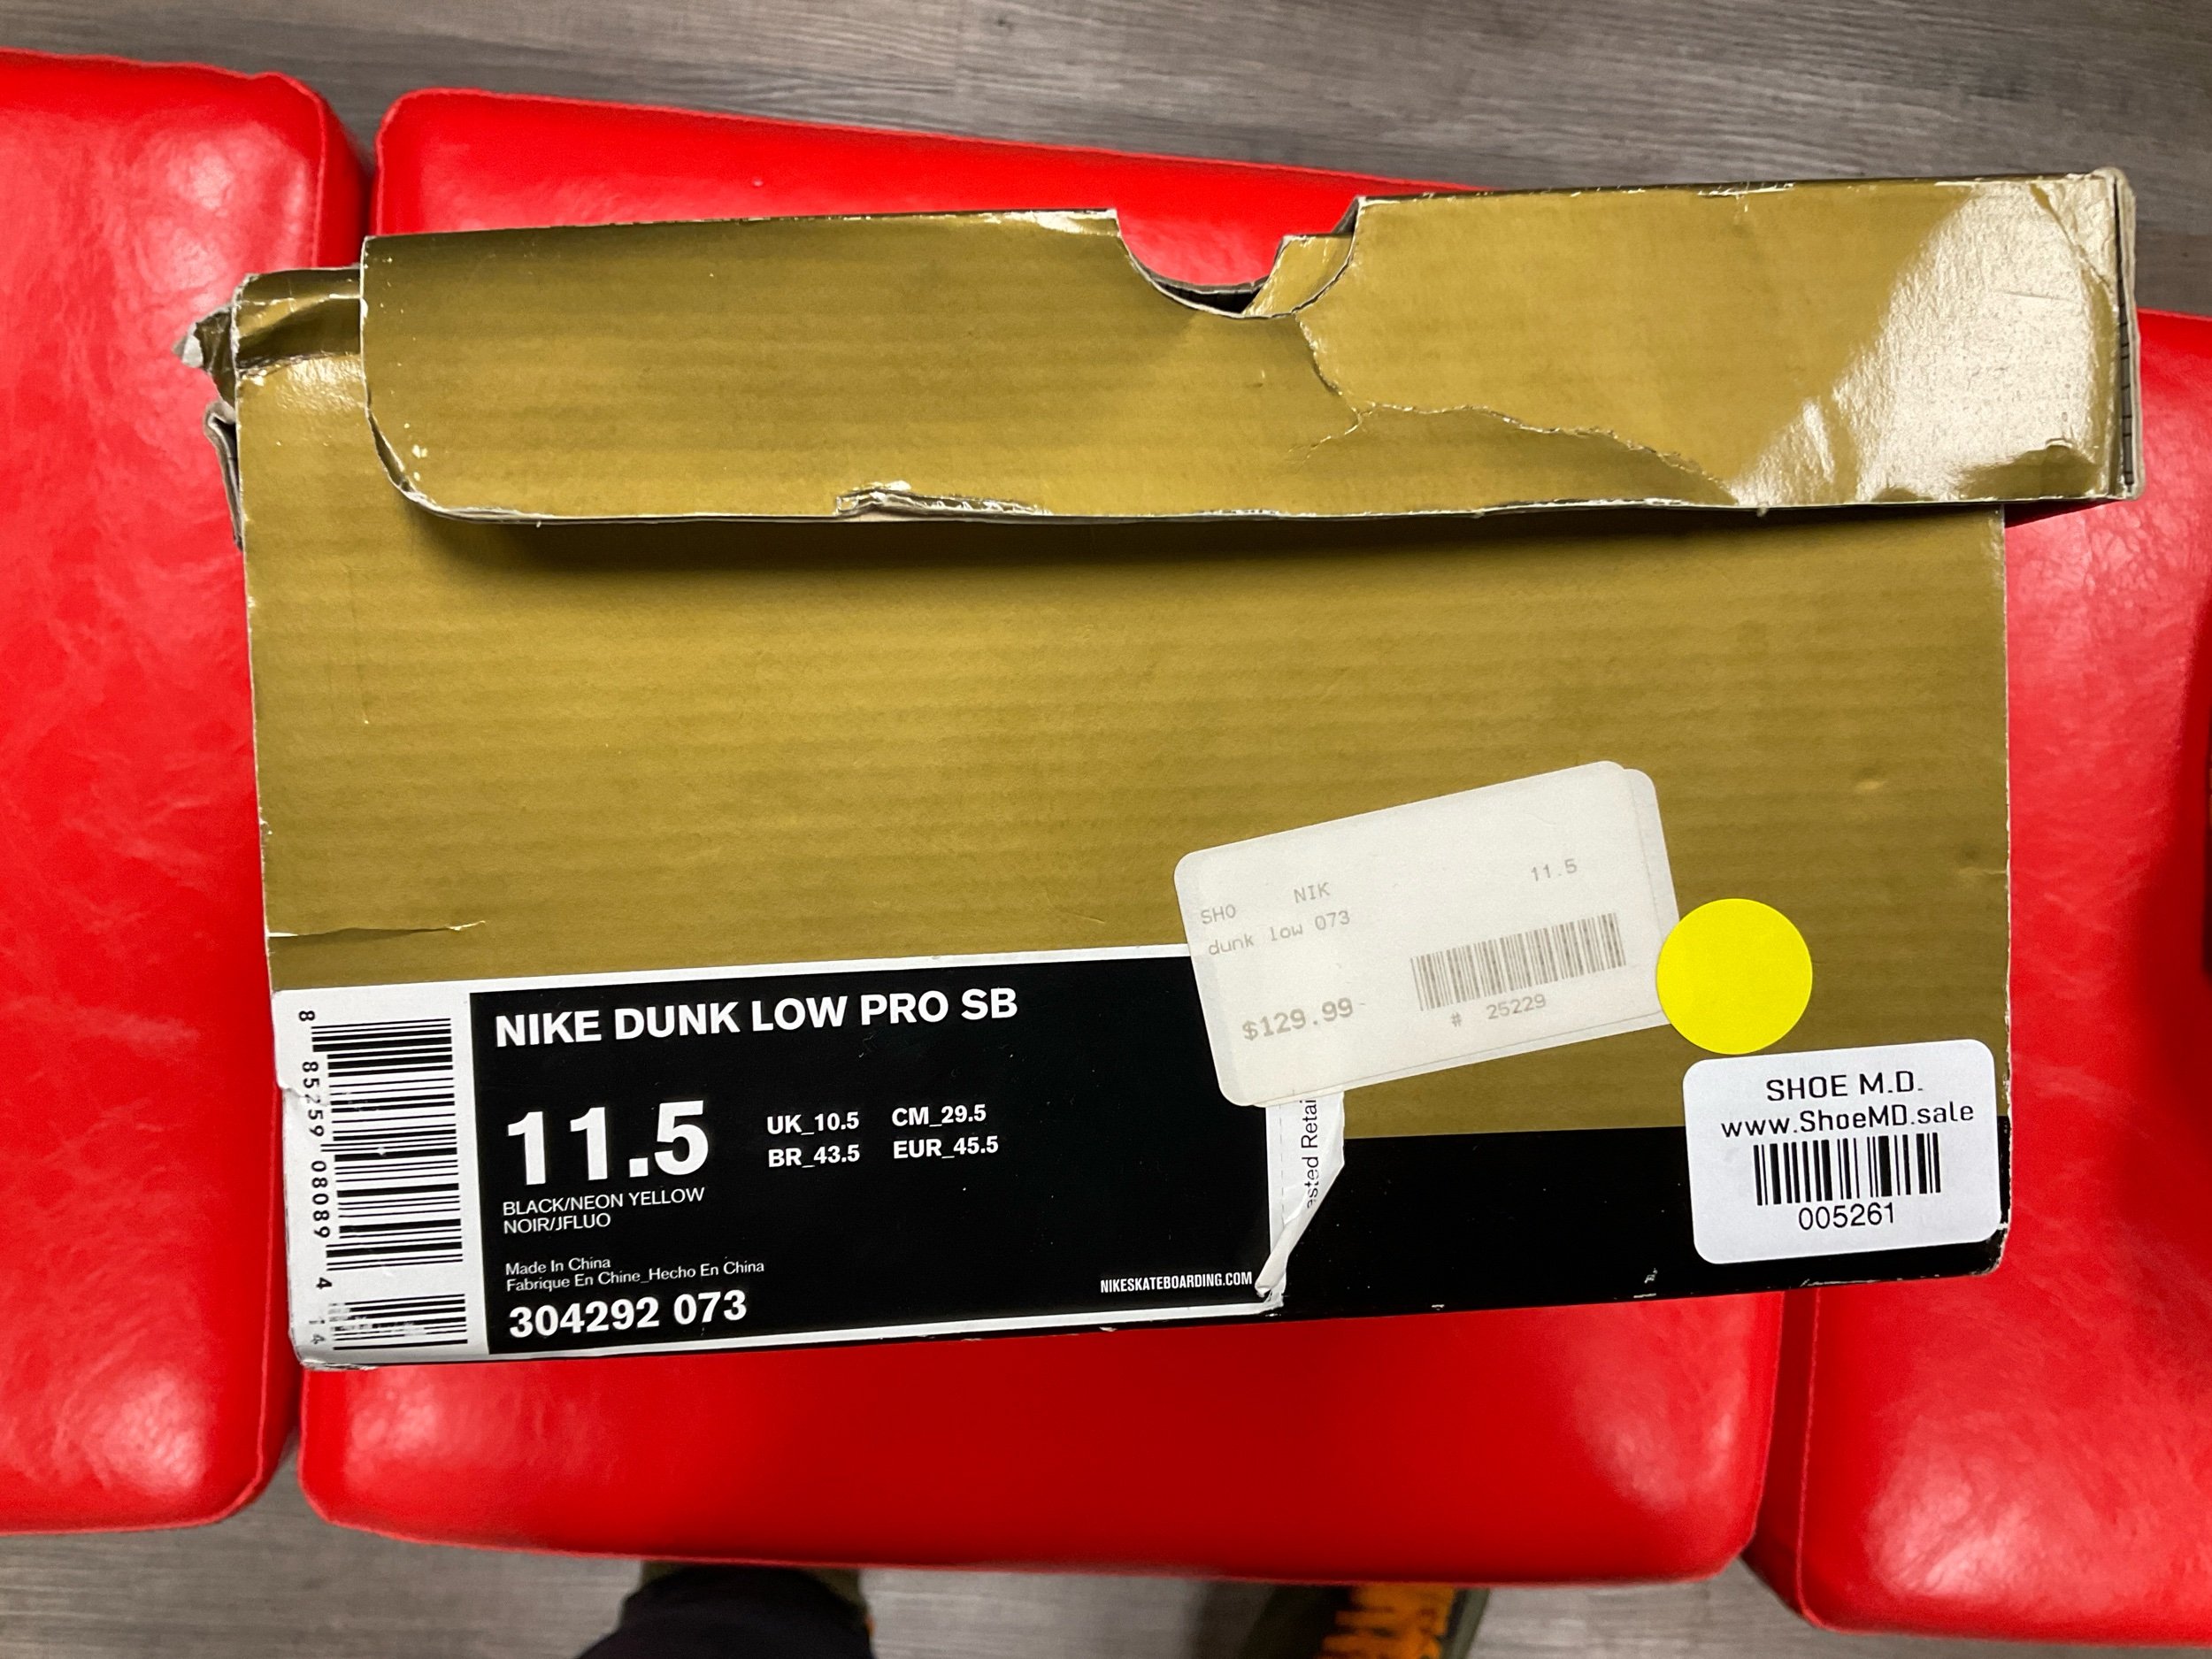 SHO NIK 11.5
dunk low 073
$129.99
# 25229
NIKE DUNK LOW PRO SB
11.5
UK_10.5 CM_29.5
BR_43.5 EUR_45.5
BLACK/NEON YELLOW
NOIR/JFLUO
Made In China
Fabrique En Chine_Hecho En China
304292 073
NIKESKATEBOARDING.COM
8 85259 08089 4
14
SHOE M.D.
www.ShoeMD.sale
005261